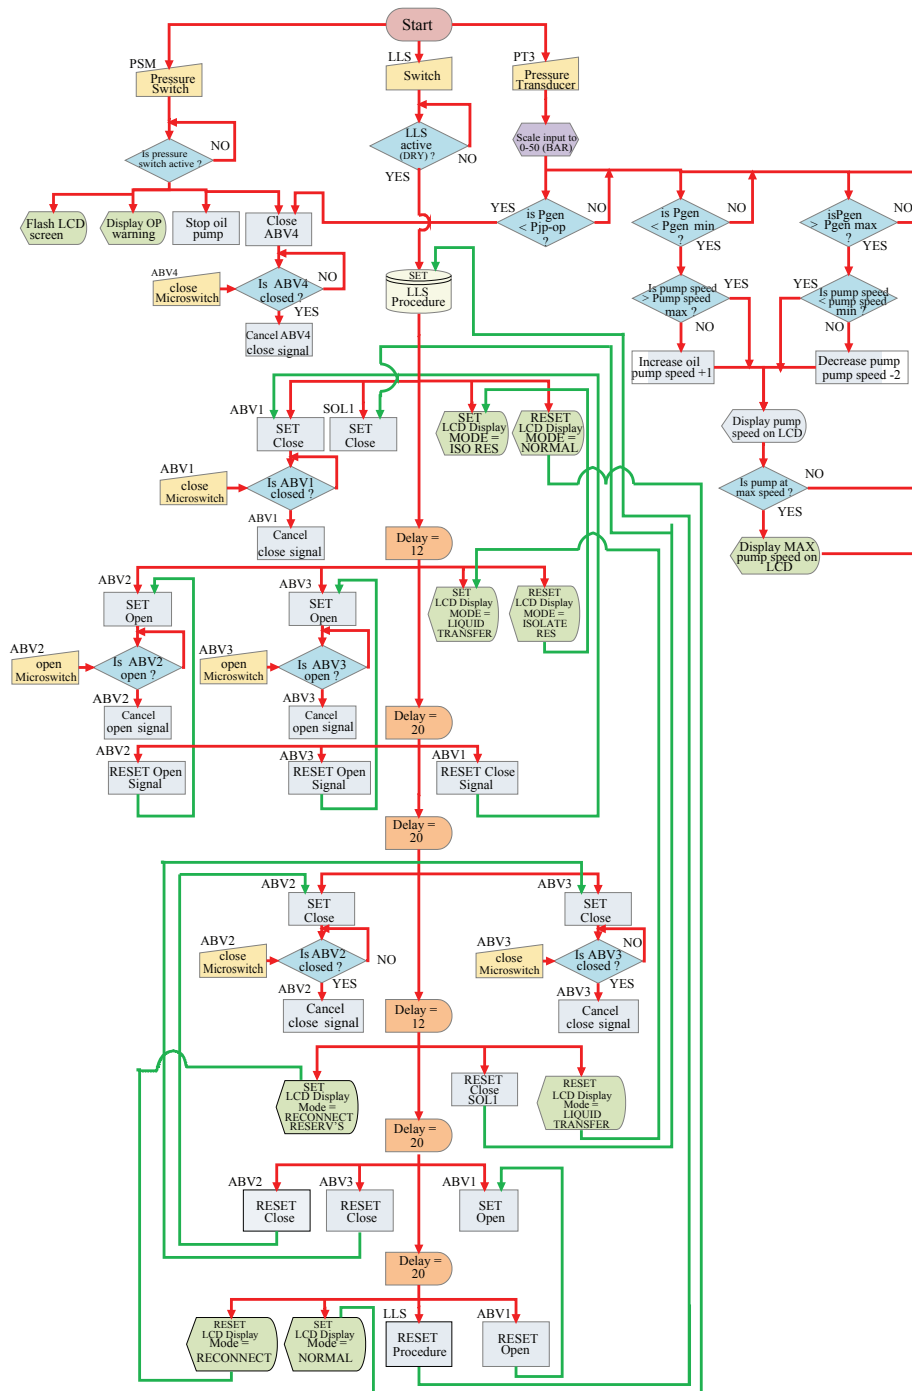 Start
PSM
Pressure
Switch
LLS
Switch
PT3
Pressure
Transducer
Is pressure
switch active ?
NO
LLS
active
(DRY) ?
NO
YES
Scale input to
0-50 (BAR)
Flash LCD
screen
Display OP
warning
Stop oil
pump
Close
ABV4
YES
is Pgen
< Pjp-op
?
NO
is Pgen
< Pgen min
?
NO
YES
isPgen
> Pgen max
?
NO
YES
ABV4
close
Microswitch
Is ABV4
closed ?
NO
YES
Cancel ABV4
close signal
SET
LLS
Procedure
Is pump speed
> Pump speed
max ?
YES
NO
Is pump speed
< pump speed
min ?
YES
NO
Increase oil
pump speed +1
Decrease pump
pump speed -2
ABV1
SET
Close
SOL1
SET
Close
SET
LCD Display
MODE =
ISO RES
RESET
LCD Display
MODE =
NORMAL
Display pump
speed on LCD
ABV1
close
Microswitch
Is ABV1
closed ?
ABV1
Cancel
close signal
Is pump at
max speed ?
NO
YES
Delay =
12
Display MAX
pump speed on
LCD
ABV2
SET
Open
ABV3
SET
Open
SET
LCD Display
MODE =
LIQUID
TRANSFER
RESET
LCD Display
MODE =
ISOLATE
RES
ABV2
open
Microswitch
Is ABV2
open ?
ABV3
open
Microswitch
Is ABV3
open ?
ABV2
Cancel
open signal
ABV3
Cancel
open signal
Delay =
20
ABV2
RESET Open
Signal
ABV3
RESET Open
Signal
ABV1
RESET Close
Signal
Delay =
20
ABV2
SET
Close
ABV3
SET
Close
ABV2
close
Microswitch
Is ABV2
closed ?
NO
YES
ABV3
close
Microswitch
Is ABV3
closed ?
NO
YES
ABV2
Cancel
close signal
ABV3
Cancel
close signal
Delay =
12
SET
LCD Display
Mode =
RECONNECT
RESERV'S
RESET
Close
SOL1
RESET
LCD Display
Mode =
LIQUID
TRANSFER
Delay =
20
ABV2
RESET
Close
ABV3
RESET
Close
ABV1
SET
Open
Delay =
20
RESET
LCD Display
Mode =
RECONNECT
SET
LCD Display
Mode =
NORMAL
LLS
RESET
Procedure
ABV1
RESET
Open